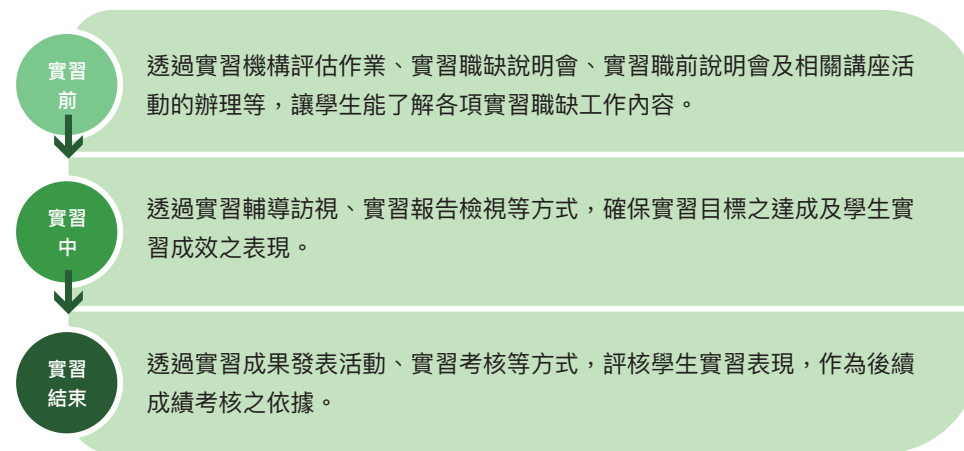 實習
前
透過實習機構評估作業、實習職缺說明會、實習職前說明會及相關講座活
動的辦理等，讓學生能了解各項實習職缺工作內容。
實習
中
透過實習輔導訪視、實習報告檢視等方式，確保實習目標之達成及學生實
習成效之表現。
實習
結束
透過實習成果發表活動、實習考核等方式，評核學生實習表現，作為後續
成績考核之依據。